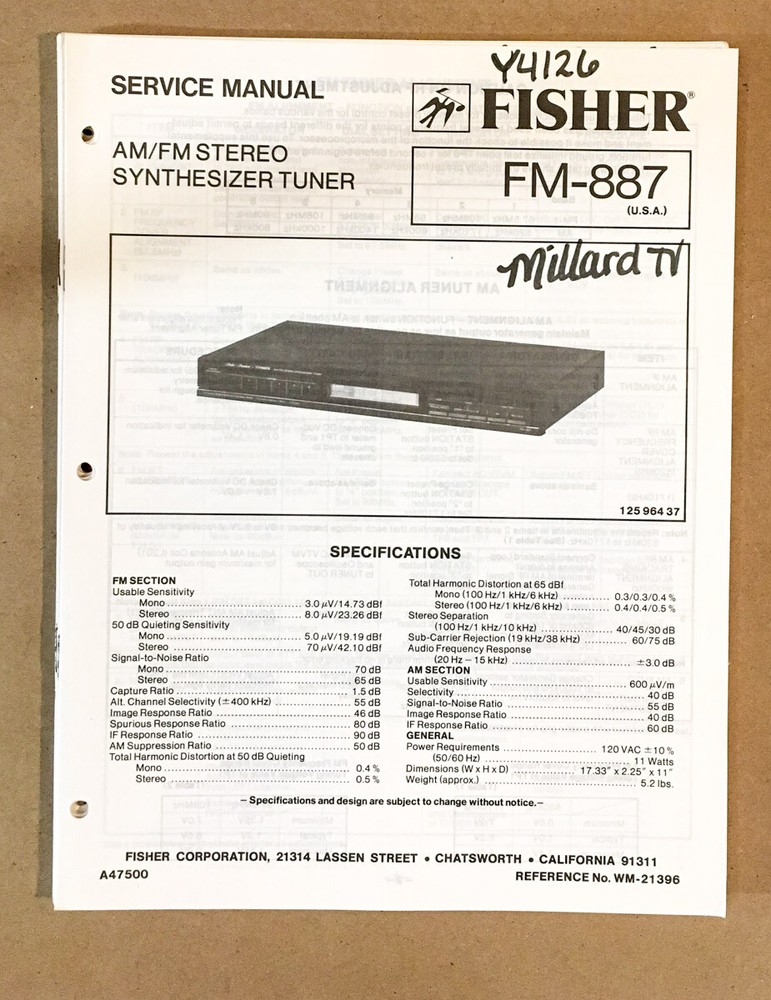 Y4126
SERVICE MANUAL
FISHER®
AM/FM STEREO
SYNTHESIZER TUNER
FM-887
(U.S.A.)
Millard TV
125 964 37
SPECIFICATIONS
FM SECTION
Usable Sensitivity
Mono ........ 3.0 μV/14.73 dBf
Stereo ........ 8.0 μV/23.26 dBf
50 dB Quieting Sensitivity
Mono ........ 5.0 μV/19.19 dBf
Stereo ........ 70 μV/42.10 dBf
Signal-to-Noise Ratio
Mono ........ 70 dB
Stereo ........ 65 dB
Capture Ratio ........ 1.5 dB
Alt. Channel Selectivity (±400 kHz) ........ 55 dB
Image Response Ratio ........ 46 dB
Spurious Response Ratio ........ 80 dB
IF Response Ratio ........ 90 dB
AM Suppression Ratio ........ 50 dB
Total Harmonic Distortion at 50 dB Quieting
Mono ........ 0.4 %
Stereo ........ 0.5 %
Total Harmonic Distortion at 65 dBf
Mono (100 Hz/1 kHz/6 kHz) ........ 0.3/0.3/0.4 %
Stereo (100 Hz/1 kHz/6 kHz) ........ 0.4/0.4/0.5 %
Stereo Separation
(100 Hz/1 kHz/10 kHz) ........ 40/45/30 dB
Sub-Carrier Rejection (19 kHz/38 kHz) ........ 60/75 dB
Audio Frequency Response
(20 Hz – 15 kHz) ........ ±3.0 dB
AM SECTION
Usable Sensitivity ........ 600 μV/m
Selectivity ........ 40 dB
Signal-to-Noise Ratio ........ 55 dB
Image Response Ratio ........ 40 dB
IF Response Ratio ........ 60 dB
GENERAL
Power Requirements ........ 120 VAC ±10 %
(50/60 Hz) ........ 11 Watts
Dimensions (W x H x D) ........ 17.33" x 2.25" x 11"
Weight (approx.) ........ 5.2 lbs.
– Specifications and design are subject to change without notice. –
FISHER CORPORATION, 21314 LASSEN STREET • CHATSWORTH • CALIFORNIA 91311
A47500
REFERENCE No. WM-21396